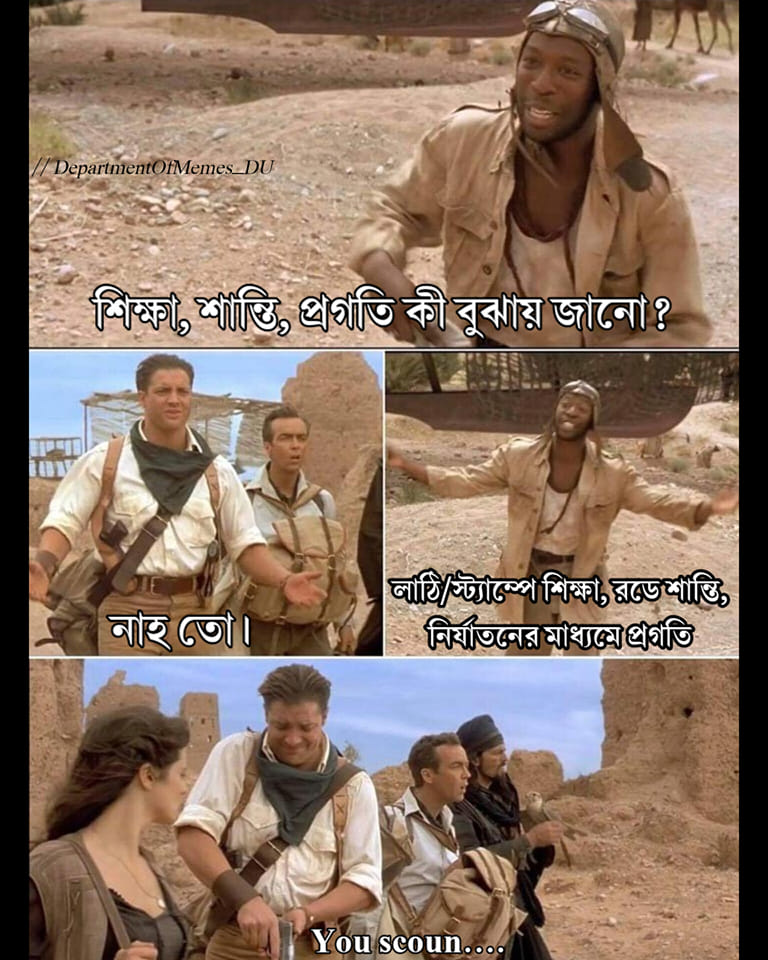 // DepartmentOfMemes_DU
শিক্ষা, শান্তি, প্রগতি কী বুঝায় জানো?
নাহ তো।
লাঠি/স্ট্যাম্পে শিক্ষা, রডে শান্তি,
নির্যাতনের মাধ্যমে প্রগতি
You scoun....